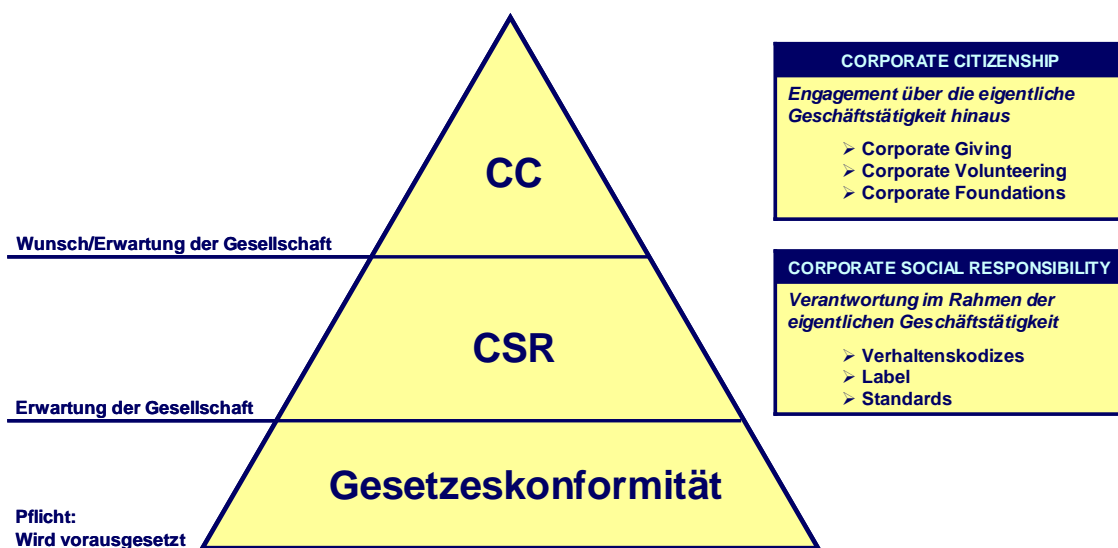 CC
Wunsch/Erwartung der Gesellschaft
CSR
Erwartung der Gesellschaft
Gesetzeskonformität
Pflicht:
Wird vorausgesetzt
CORPORATE CITIZENSHIP
Engagement über die eigentliche
Geschäftstätigkeit hinaus
➢ Corporate Giving
➢ Corporate Volunteering
➢ Corporate Foundations
CORPORATE SOCIAL RESPONSIBILITY
Verantwortung im Rahmen der
eigentlichen Geschäftstätigkeit
➢ Verhaltenskodizes
➢ Label
➢ Standards